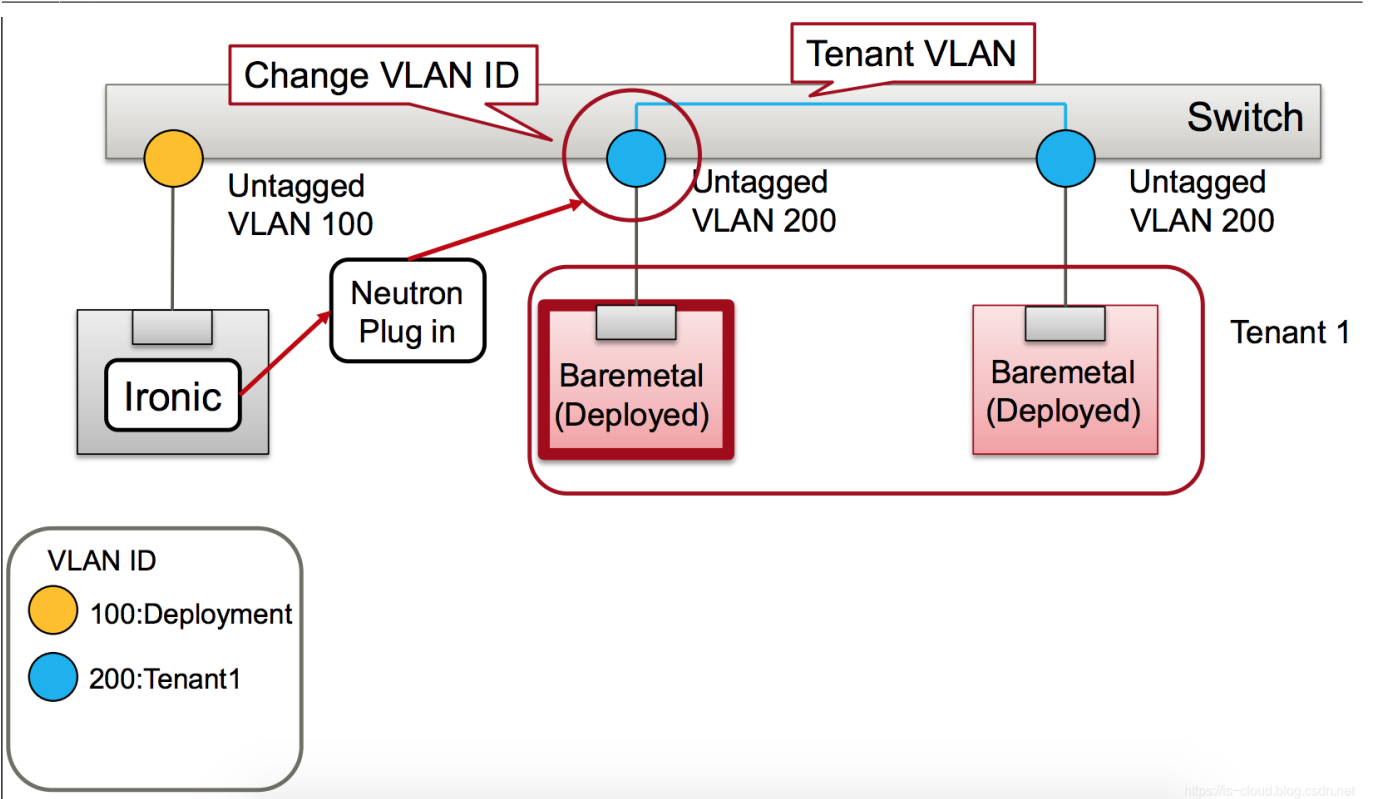 Change VLAN ID
Tenant VLAN
Switch
Untagged
VLAN 100
Untagged
VLAN 200
Untagged
VLAN 200
Neutron
Plug in
Ironic
Baremetal
(Deployed)
Baremetal
(Deployed)
Tenant 1
VLAN ID
100:Deployment
200:Tenant1
https://is-cloud.blog.csdn.net